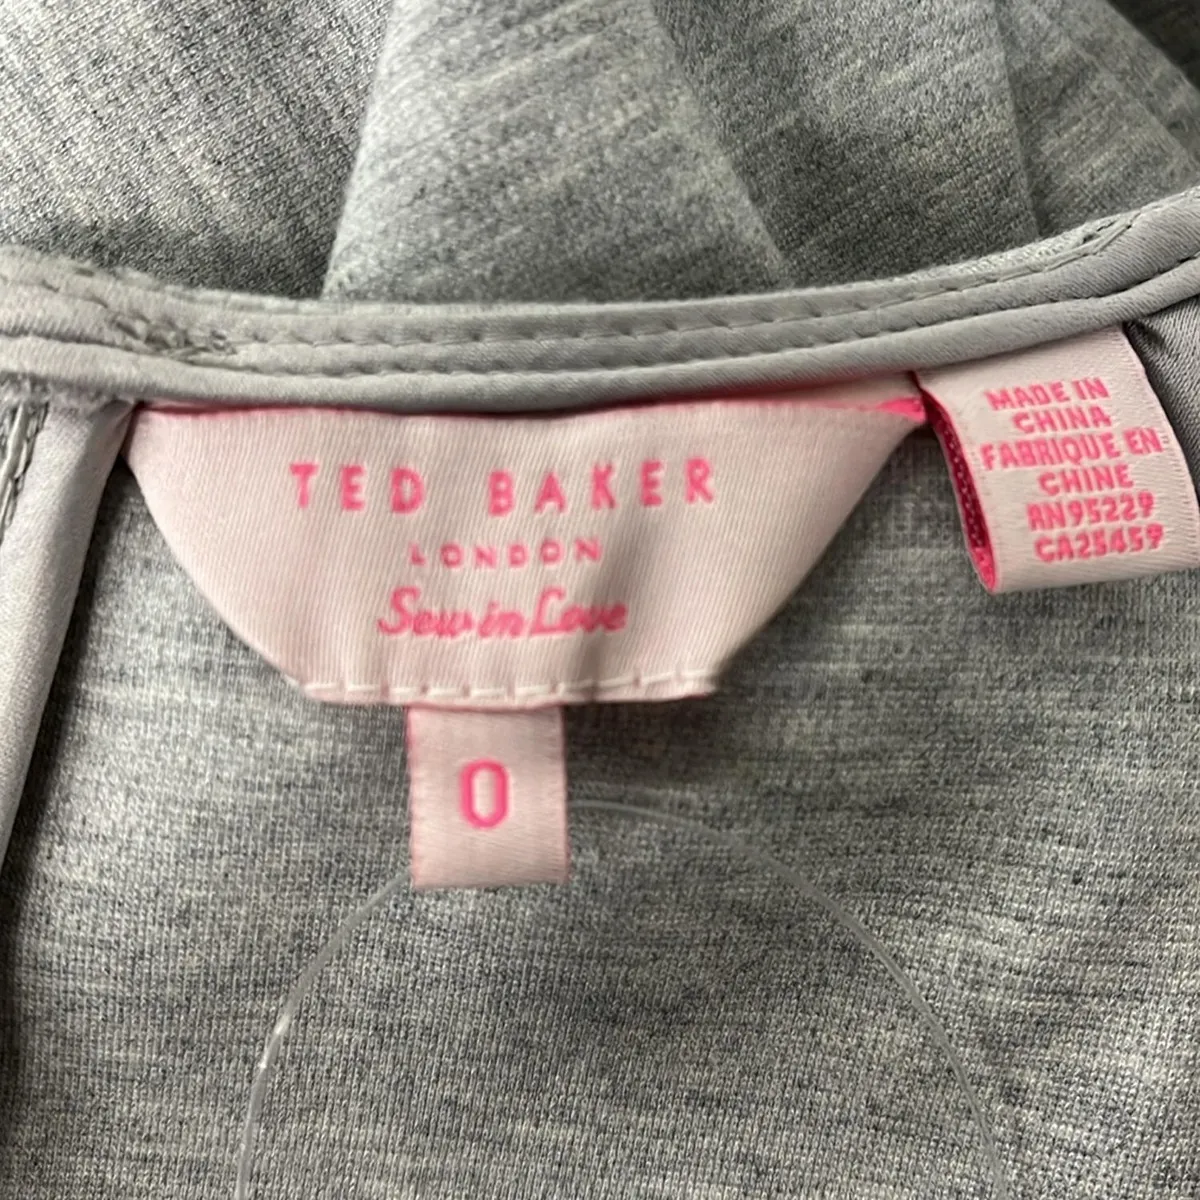 TED BAKER
LONDON
Sew in Love
0
MADE IN
CHINA
FABRIQUE EN
CHINE
RN95229
CA25459